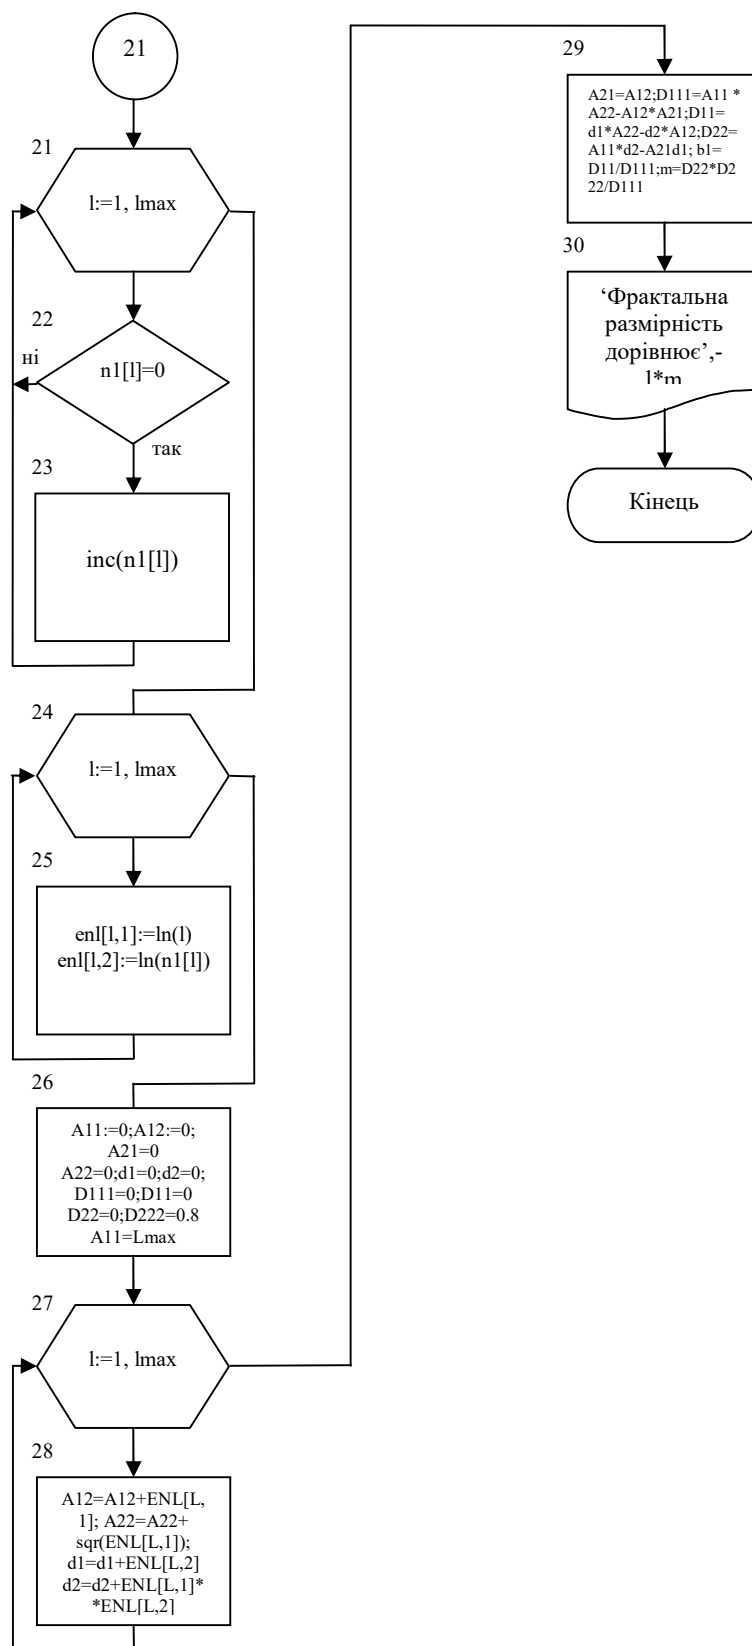 21
21
l:=1, lmax
22
ні
n1[l]=0
так
23
inc(n1[l])
24
l:=1, lmax
25
enl[l,1]:=ln(l)
enl[l,2]:=ln(n1[l])
26
A11:=0;A12:=0;
A21=0
A22=0;d1=0;d2=0;
D111=0;D11=0
D22=0;D222=0.8
A11=Lmax
27
l:=1, lmax
28
A12=A12+ENL[L,
1]; A22=A22+
sqr(ENL[L,1]);
d1=d1+ENL[L,2]
d2=d2+ENL[L,1]*
*ENL[L,2]
29
A21=A12;D111=A11 *
A22-A12*A21;D11=
d1*A22-d2*A12;D22=
A11*d2-A21d1; b1=
D11/D111;m=D22*D2
22/D111
30
‘Фрактальна
размірність
дорівнює’,-
1*m
Кінець